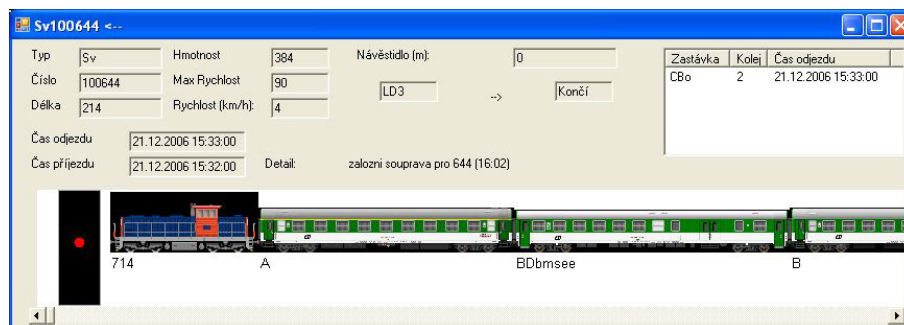 Sv100644 <--
Typ Sv Hmotnost 384 Návěstidlo (m): 0
Číslo 100644 Max Rychlost 90 LD3 --> Končí
Délka 214 Rychlost (km/h): 4
Zastávka Kolej Čas odjezdu
CBo 2 21.12.2006 15:33:00
Čas odjezdu 21.12.2006 15:33:00
Čas příjezdu 21.12.2006 15:32:00 Detail: zalozni souprava pro 644 (16:02)
714 A BDbmsee B